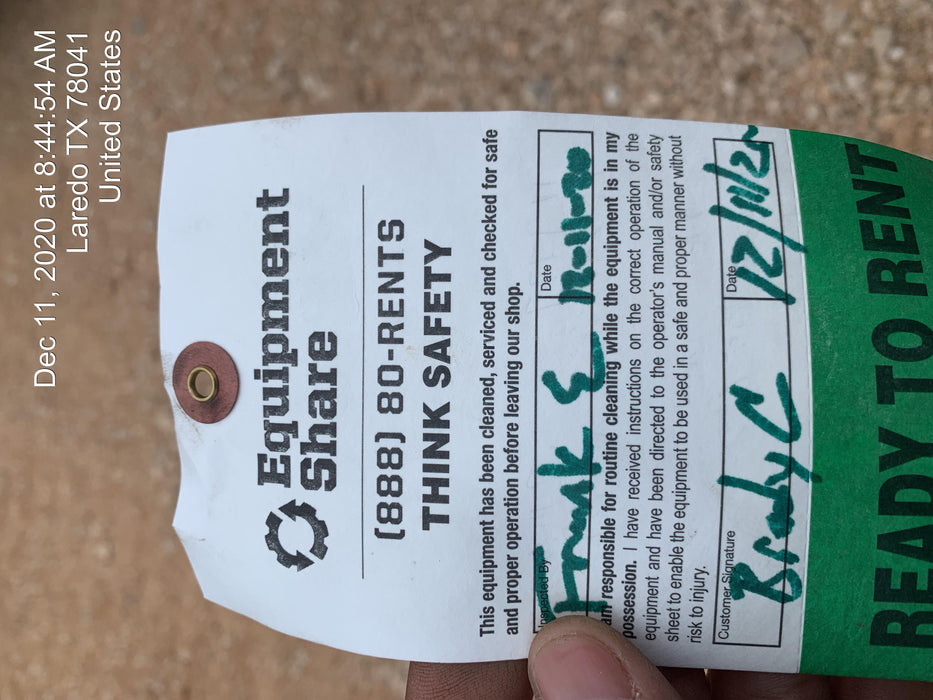 Dec 11, 2020 at 8:44:54 AM
Laredo TX 78041
United States
Equipment
Share
(888) 80-RENTS
THINK SAFETY
This equipment has been cleaned, serviced and checked for safe
and proper operation before leaving our shop.
Inspected By Date
Frank E 12-11-20
am responsible for routine cleaning while the equipment is in my
possession. I have received instructions on the correct operation of the
equipment and have been directed to the operator's manual and/or safety
sheet to enable the equipment to be used in a safe and proper manner without
risk to injury.
Customer Signature Date
Brady C 12/11/2
READY TO RENT